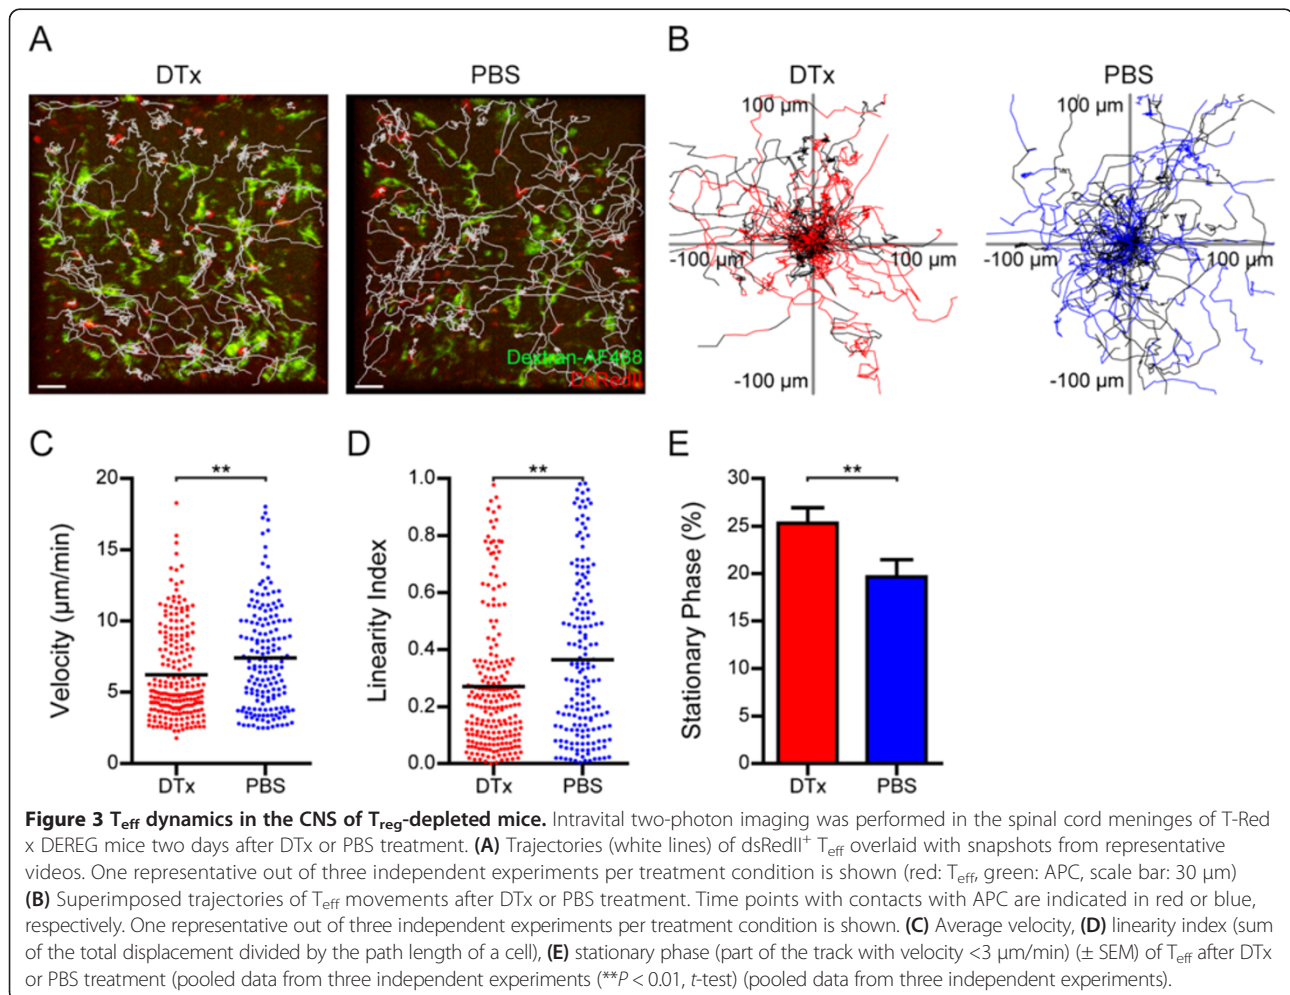 A
B
DTx
PBS
DTx
PBS
100 µm
100 µm
-100 µm
100 µm
-100 µm
100 µm
Dextran-AF488
DsRedII
-100 µm
-100 µm
C
D
E
**
**
**
Velocity (µm/min)
20
15
10
5
0
DTx
PBS
Linearity Index
1.0
0.8
0.6
0.4
0.2
0.0
DTx
PBS
Stationary Phase (%)
30
25
20
15
10
5
0
DTx
PBS
Figure 3 Teff dynamics in the CNS of Treg-depleted mice. Intravital two-photon imaging was performed in the spinal cord meninges of T-Red
x DEREG mice two days after DTx or PBS treatment. (A) Trajectories (white lines) of dsRedII+ Teff overlaid with snapshots from representative
videos. One representative out of three independent experiments per treatment condition is shown (red: Teff, green: APC, scale bar: 30 µm)
(B) Superimposed trajectories of Teff movements after DTx or PBS treatment. Time points with contacts with APC are indicated in red or blue,
respectively. One representative out of three independent experiments per treatment condition is shown. (C) Average velocity, (D) linearity index (sum
of the total displacement divided by the path length of a cell), (E) stationary phase (part of the track with velocity <3 µm/min) (± SEM) of Teff after DTx
or PBS treatment (pooled data from three independent experiments (**P < 0.01, t-test) (pooled data from three independent experiments).